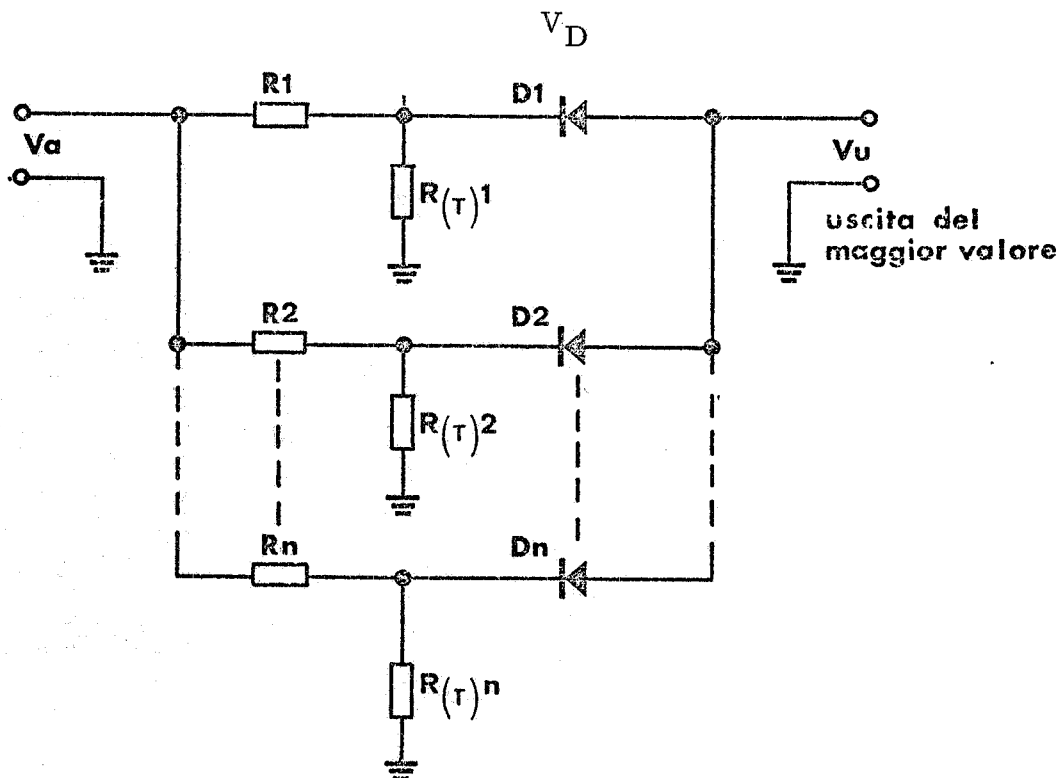 V_D
R1
D1
Va
Vu
R(T)1
uscita del
maggior valore
R2
D2
R(T)2
Rn
Dn
R(T)n